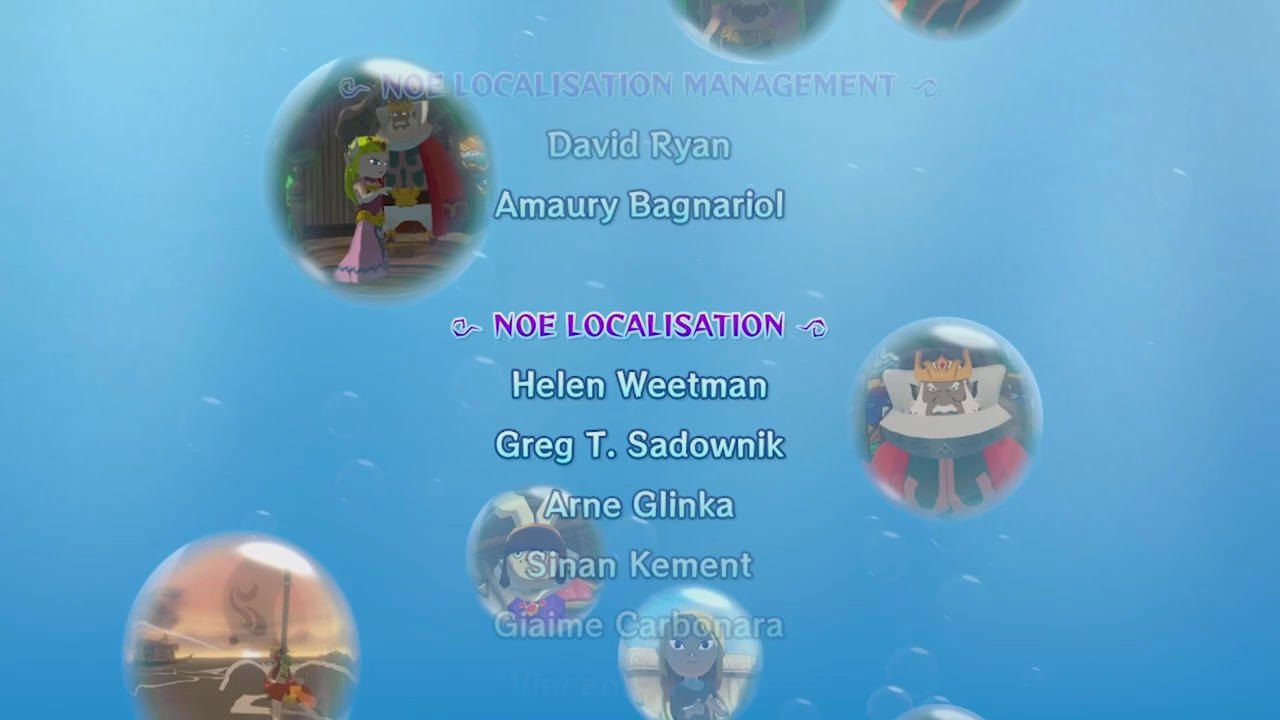 NOE LOCALISATION MANAGEMENT
David Ryan
Amaury Bagnariol
NOE LOCALISATION
Helen Weetman
Greg T. Sadownik
Arne Glinka
Sinan Kement
Giaime Carbonara